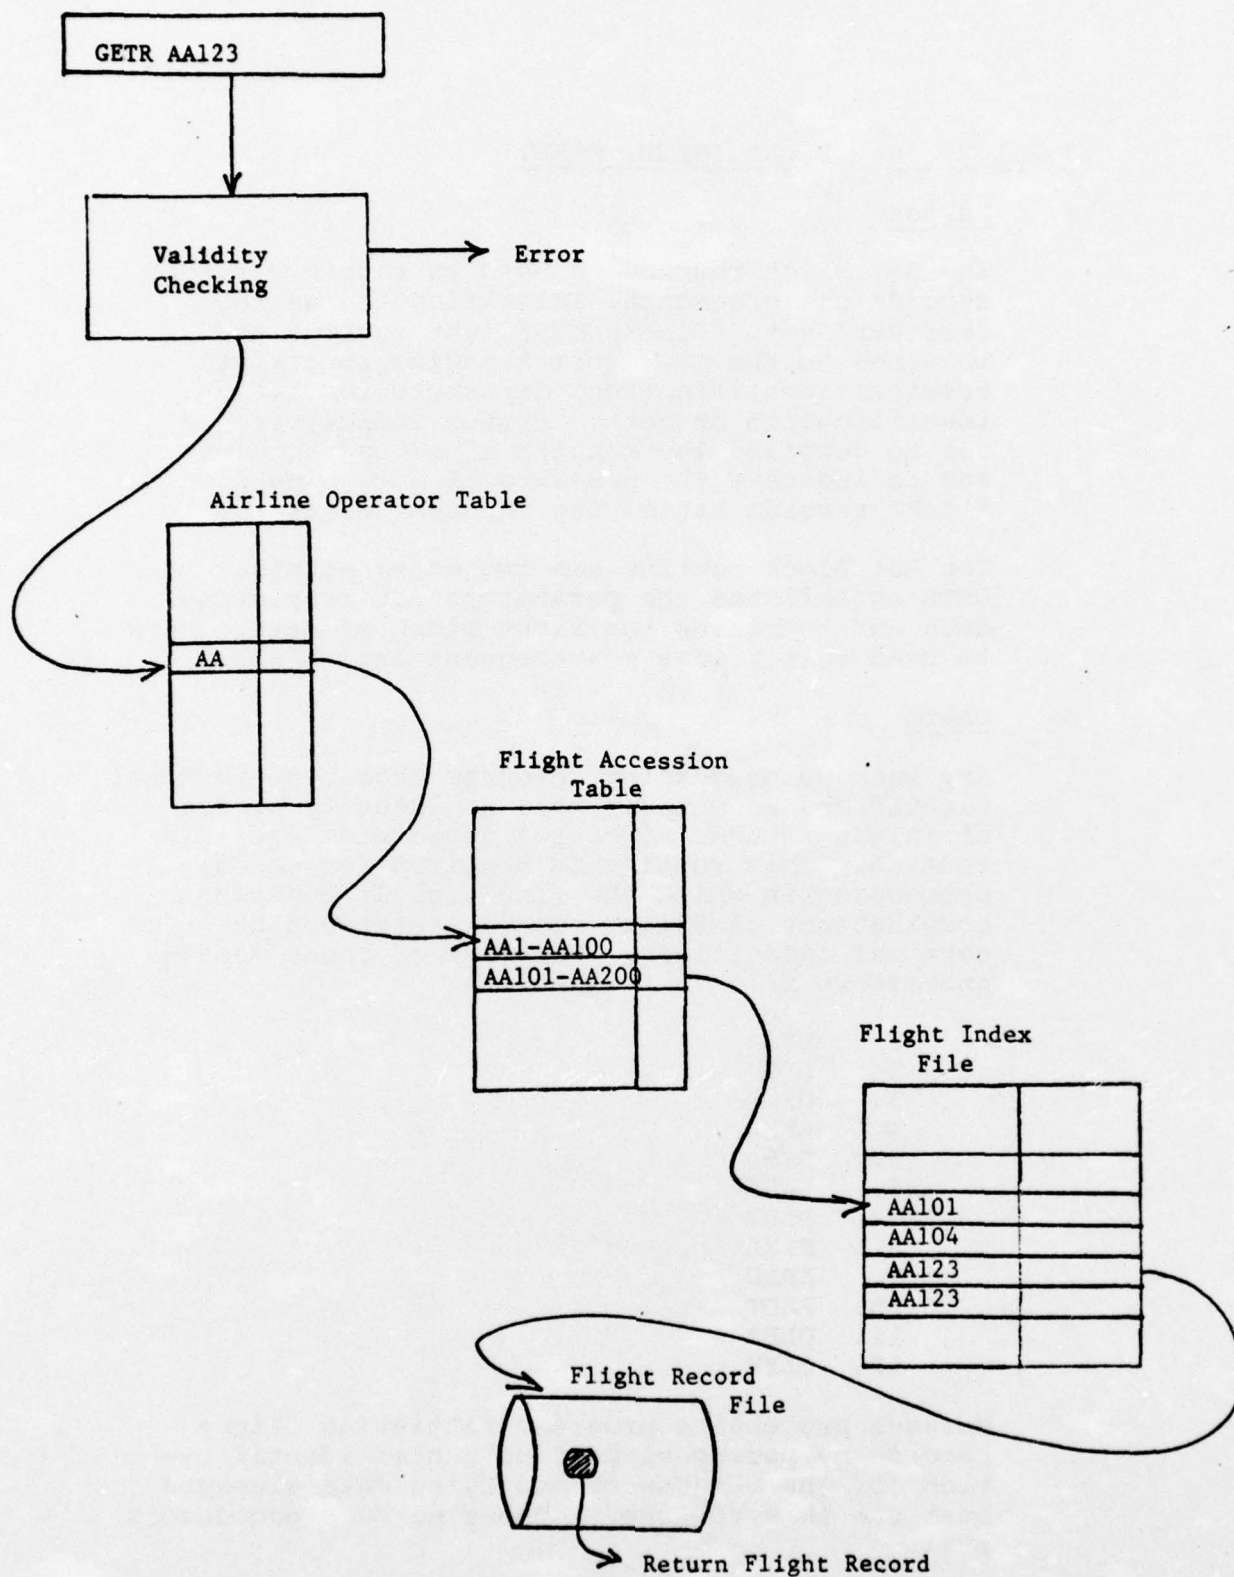 GETR AA123
Validity
Checking
Error
Airline Operator Table
AA
Flight Accession
Table
AA1-AA100
AA101-AA200
Flight Index
File
AA101
AA104
AA123
AA123
Flight Record
File
Return Flight Record